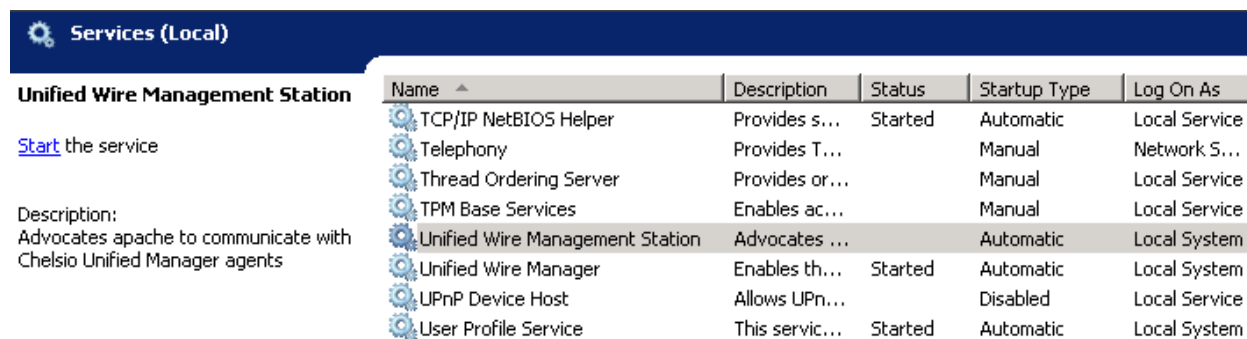 Services (Local)
Unified Wire Management Station
Start the service
Description:
Advocates apache to communicate with
Chelsio Unified Manager agents
Name Description Status Startup Type Log On As
TCP/IP NetBIOS Helper Provides s... Started Automatic Local Service
Telephony Provides T... Manual Network S...
Thread Ordering Server Provides or... Manual Local Service
TPM Base Services Enables ac... Manual Local Service
Unified Wire Management Station Advocates ... Automatic Local System
Unified Wire Manager Enables th... Started Automatic Local System
UPnP Device Host Allows UPn... Disabled Local Service
User Profile Service This servic... Started Automatic Local System